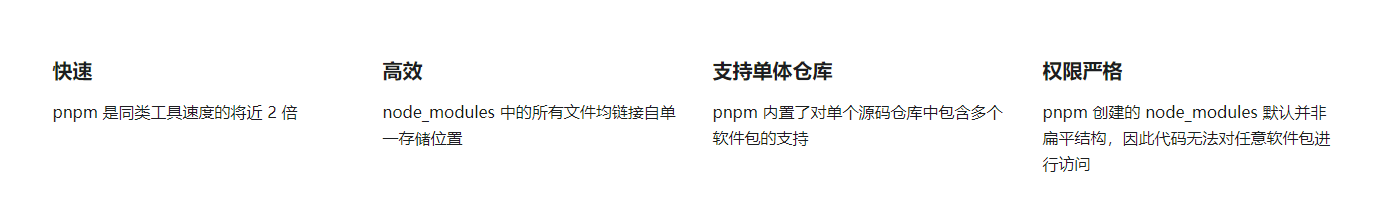 快速
pnpm 是同类工具速度的将近 2 倍
高效
node_modules 中的所有文件均链接自单
一存储位置
支持单体仓库
pnpm 内置了对单个源码仓库中包含多个
软件包的支持
权限严格
pnpm 创建的 node_modules 默认并非
扁平结构，因此代码无法对任意软件包进
行访问